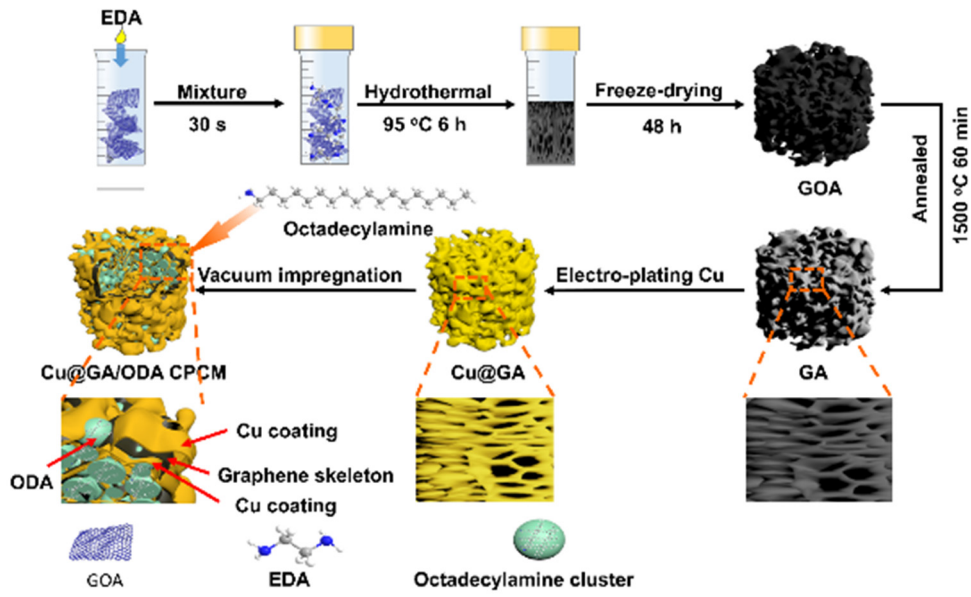 EDA
Mixture
30 s
Hydrothermal
95 ºC 6 h
Freeze-drying
48 h
GOA
Annealed
1500 ºC 60 min
Octadecylamine
Vacuum impregnation
Electro-plating Cu
Cu@GA/ODA CPCM
Cu@GA
GA
Cu coating
ODA
Graphene skeleton
Cu coating
GOA
EDA
Octadecylamine cluster